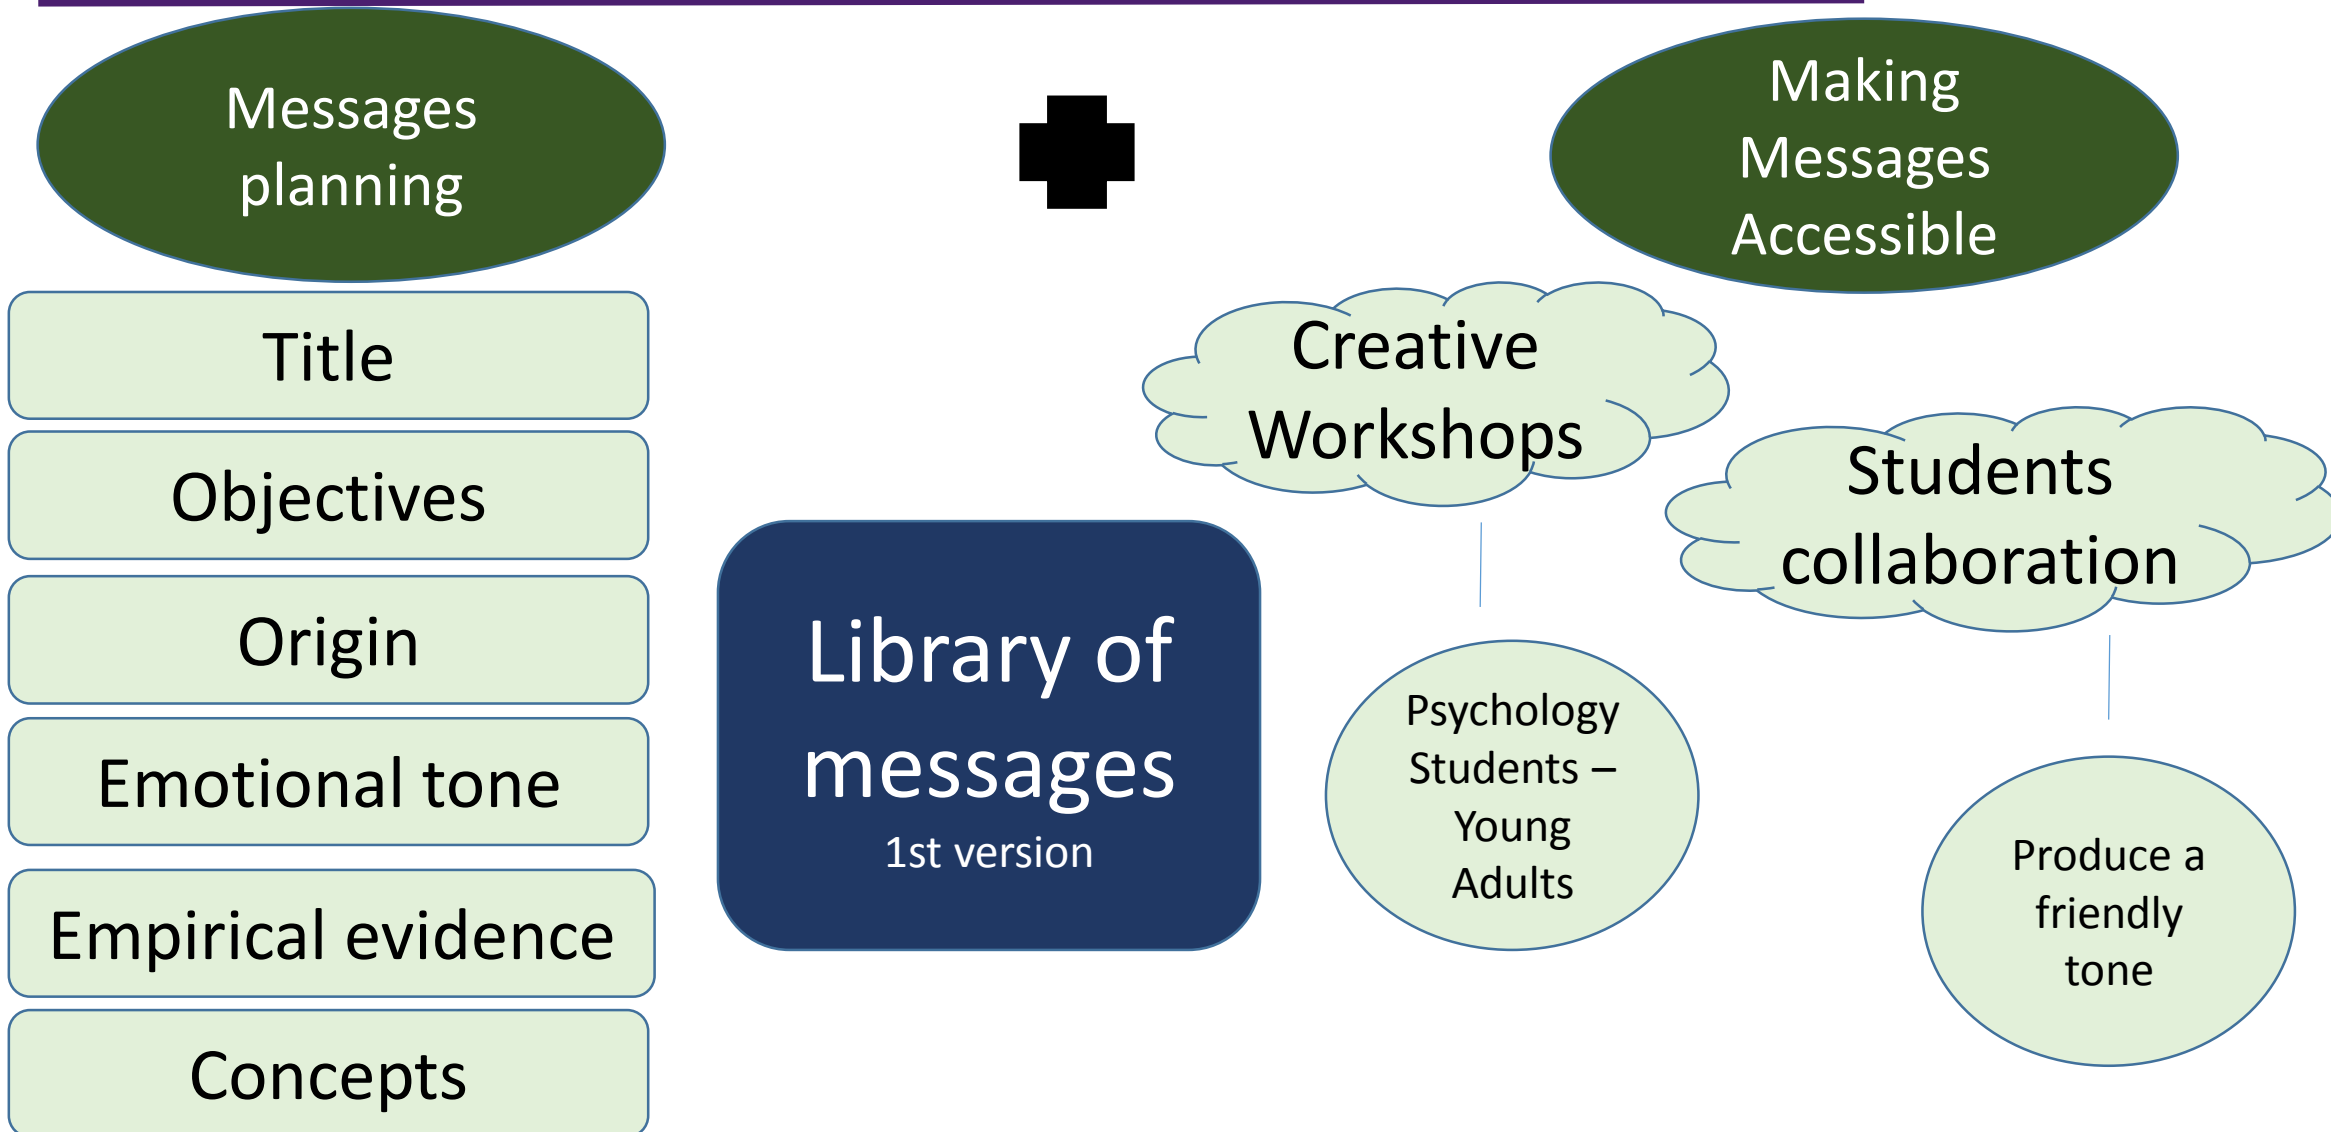 Messages
planning
Title
Objectives
Origin
Emotional tone
Empirical evidence
Concepts
Library of
messages
1st version
Making
Messages
Accessible
Creative
Workshops
Psychology
Students –
Young
Adults
Students
collaboration
Produce a
friendly
tone